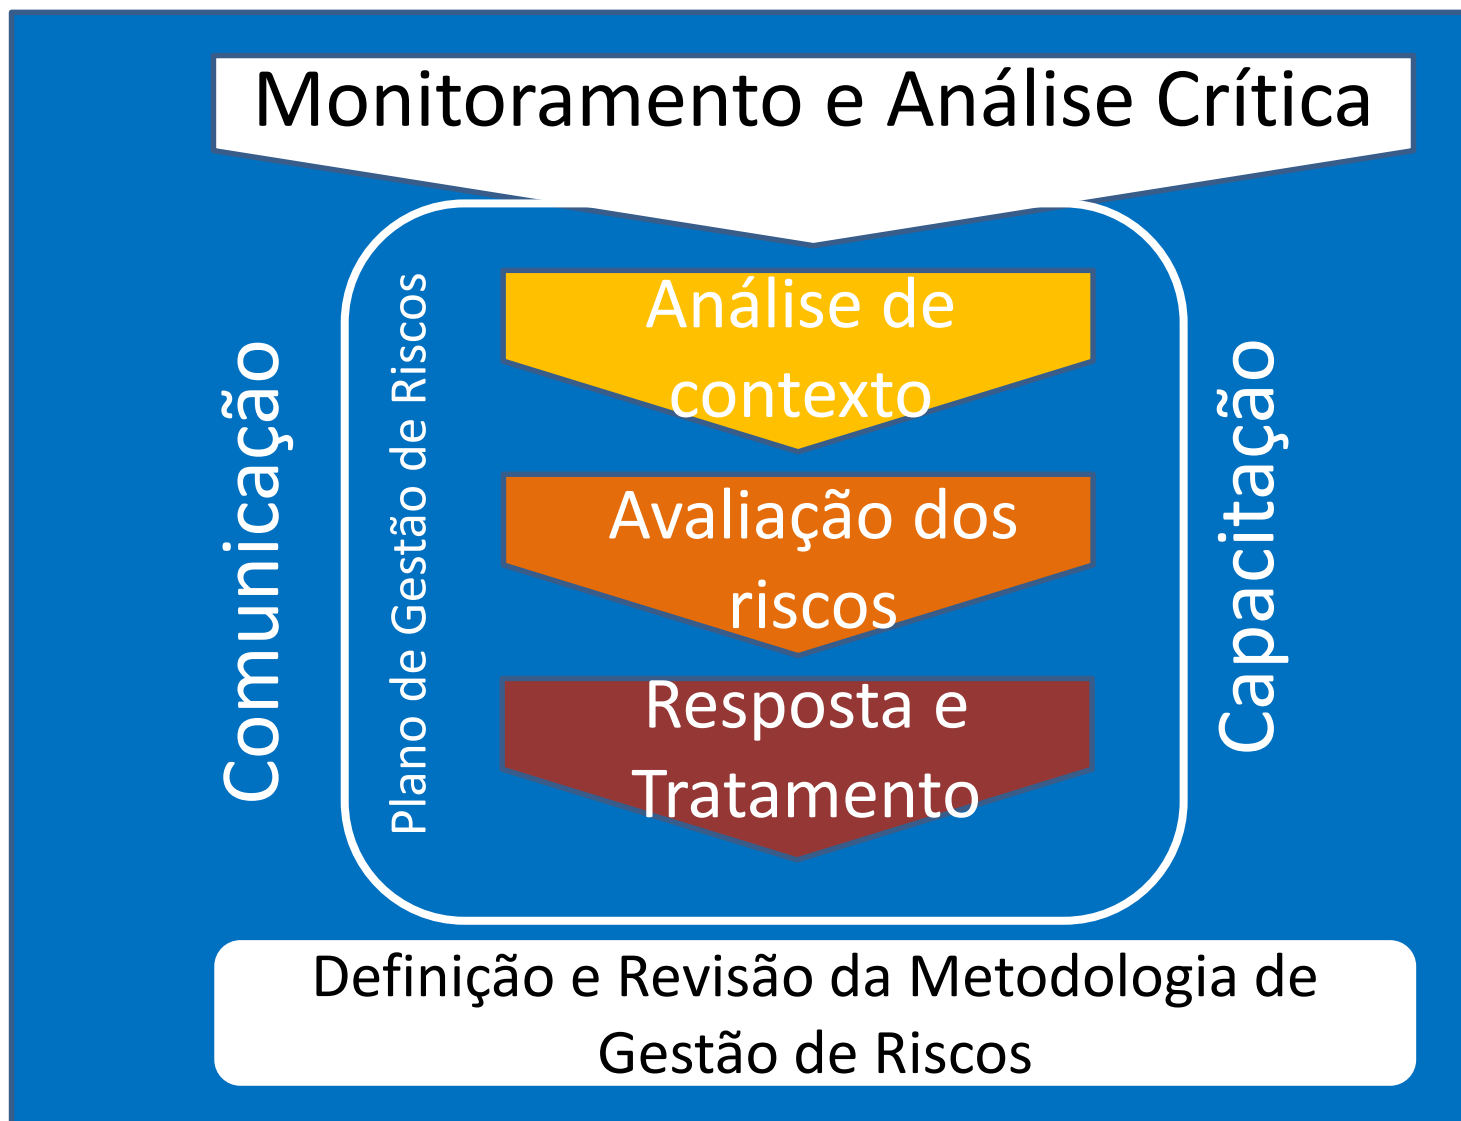 Monitoramento e Análise Crítica
Comunicação
Plano de Gestão de Riscos
Análise de
contexto
Avaliação dos
riscos
Resposta e
Tratamento
Capacitação
Definição e Revisão da Metodologia de
Gestão de Riscos